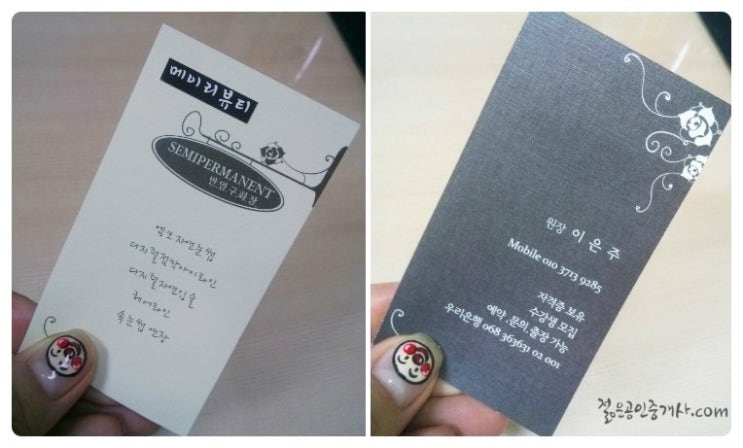 메이리뷰티
SEMIPERMANENT
반.영.구.화.장
엠보자연눈썹
디지털점막아이라인
디지털자연입술
헤어라인
속눈썹 연장
원장 이 은 주
Mobile 010 3713 9285
자격증 보유
수강생 모집
예약.문의.출장 가능
우리은행 068 363631 02 001
젊은공인중개사.com